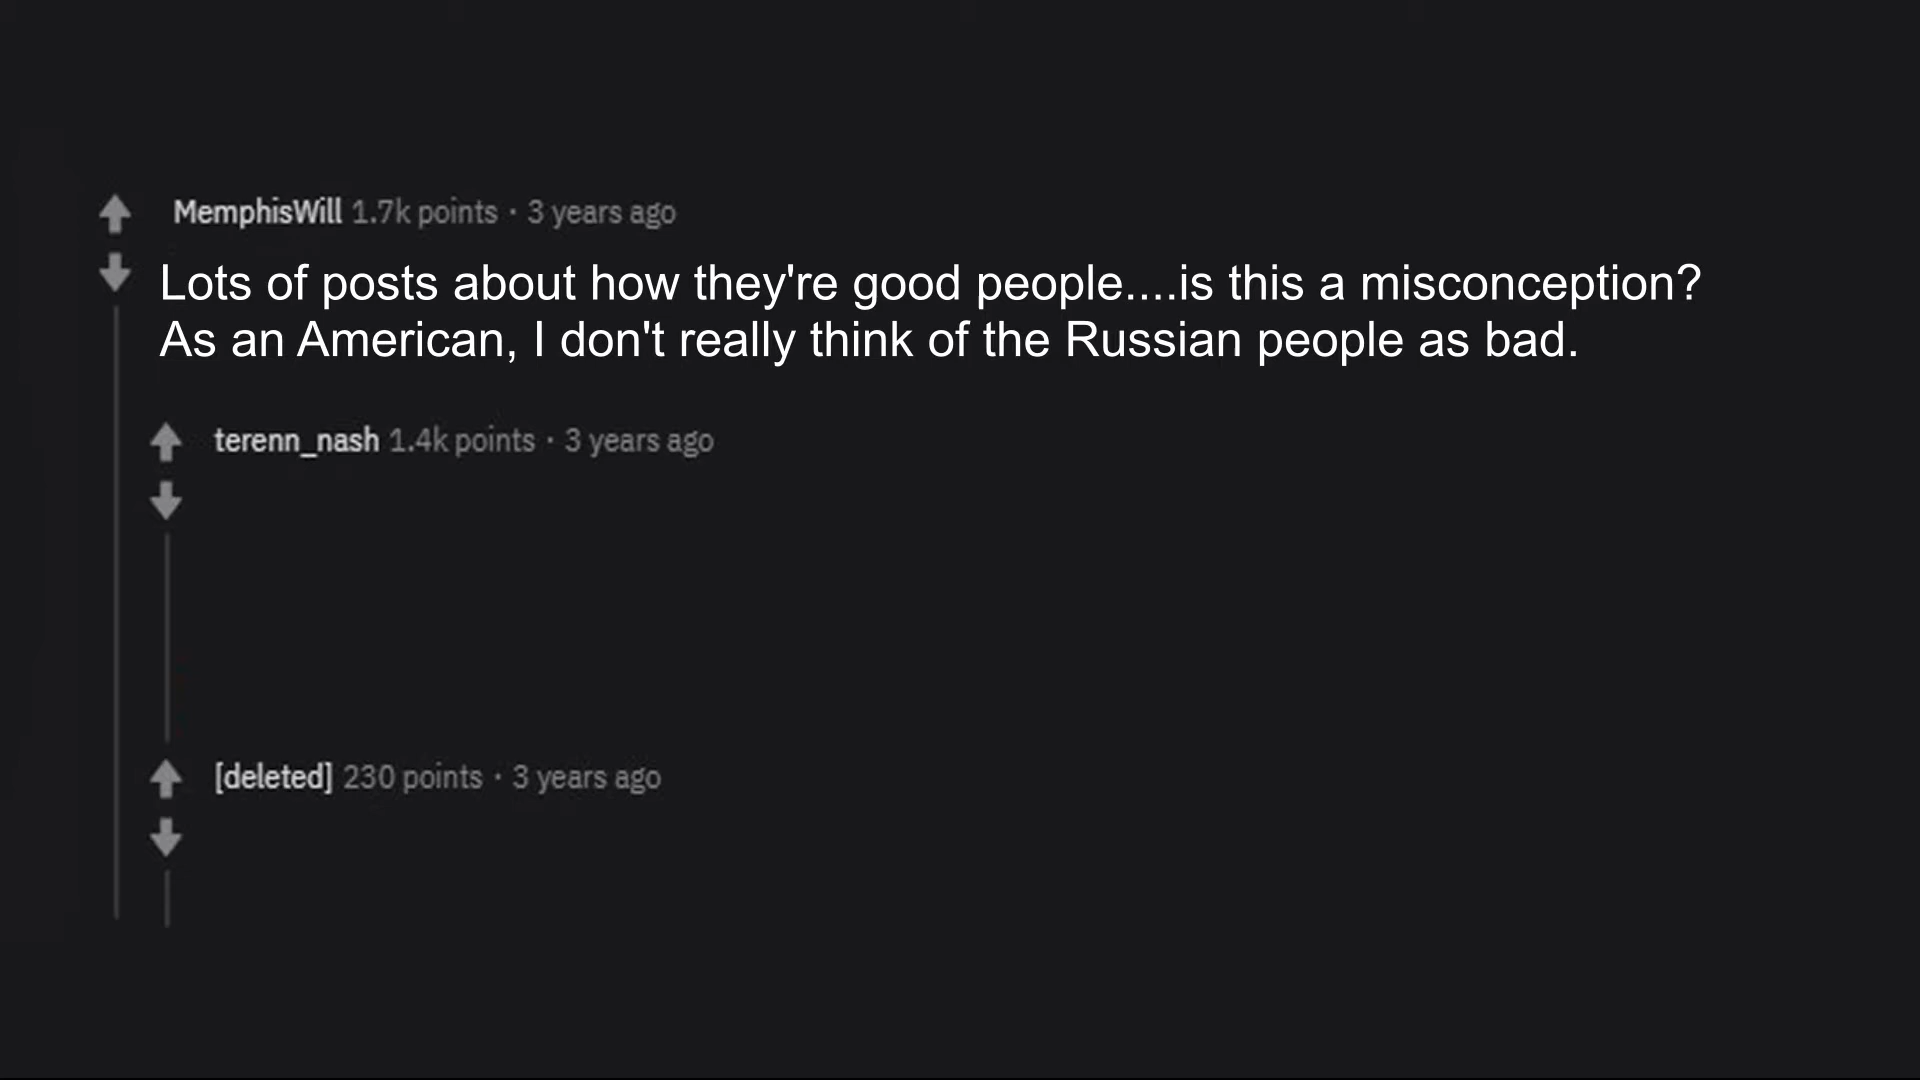 MemphisWill 1.7k points · 3 years ago
Lots of posts about how they're good people....is this a misconception?
As an American, I don't really think of the Russian people as bad.
terenn_nash 1.4k points · 3 years ago
[deleted] 230 points · 3 years ago